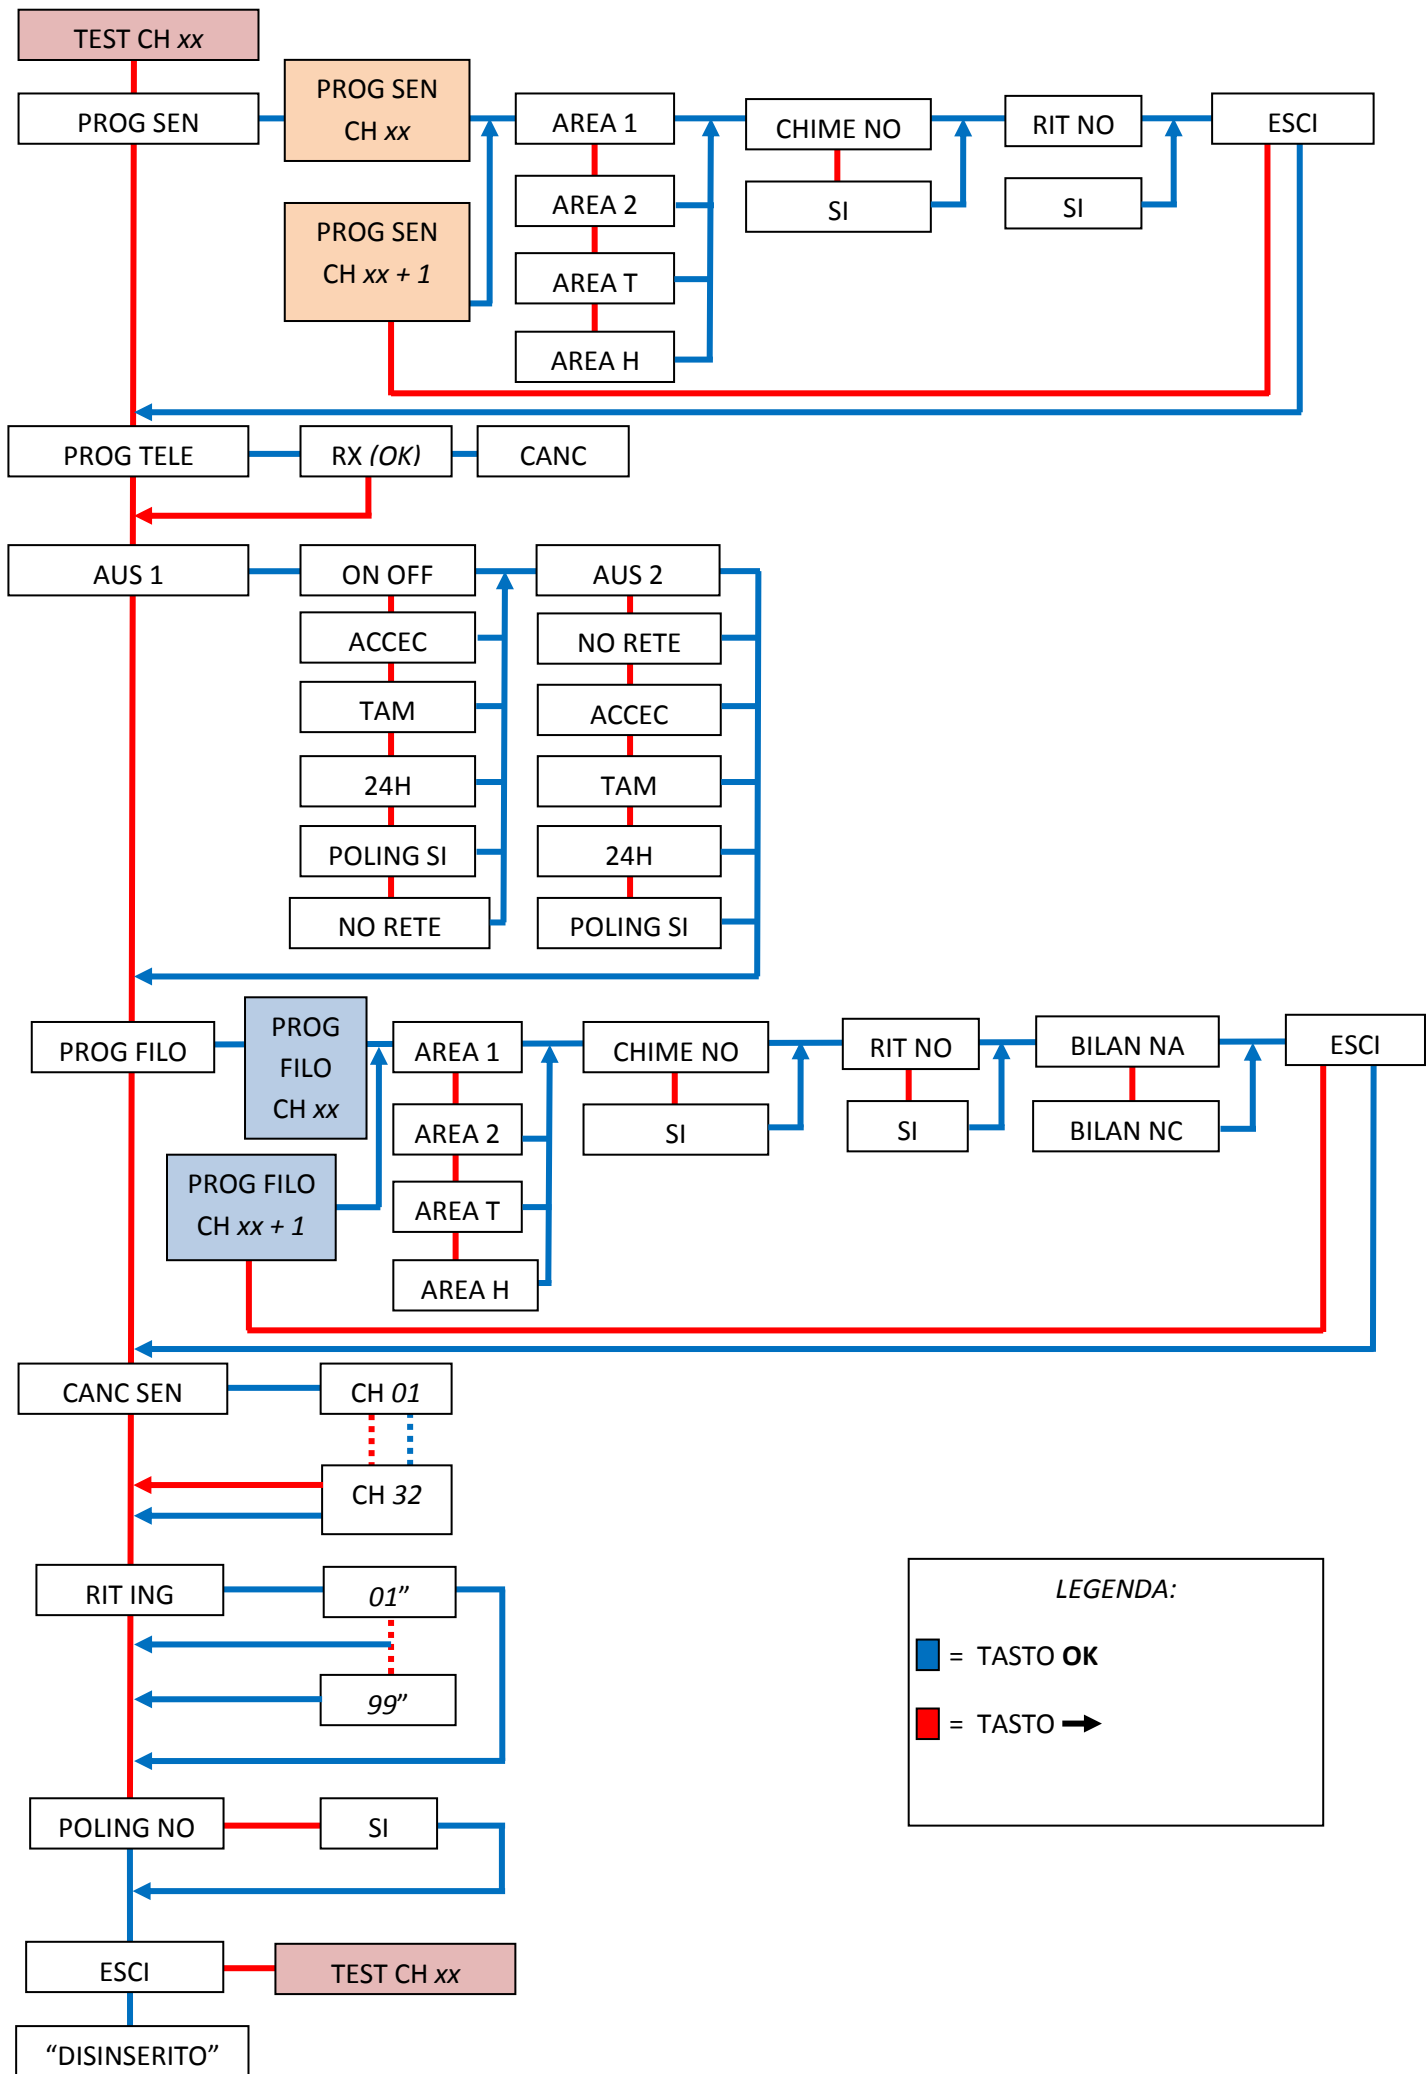 TEST CH xx
PROG SEN
PROG SEN
CH xx
AREA 1
CHIME NO
RIT NO
ESCI
PROG SEN
CH xx + 1
AREA 2
SI
SI
AREA T
AREA H
PROG TELE
RX (OK)
CANC
AUS 1
ON OFF
AUS 2
ACCEC
NO RETE
TAM
ACCEC
24H
TAM
POLING SI
24H
NO RETE
POLING SI
PROG FILO
PROG
FILO
CH xx
AREA 1
CHIME NO
RIT NO
BILAN NA
ESCI
AREA 2
SI
SI
BILAN NC
PROG FILO
CH xx + 1
AREA T
AREA H
CANC SEN
CH 01
CH 32
RIT ING
01”
99”
LEGENDA:
= TASTO OK
= TASTO
POLING NO
SI
ESCI
TEST CH xx
“DISINSERITO”